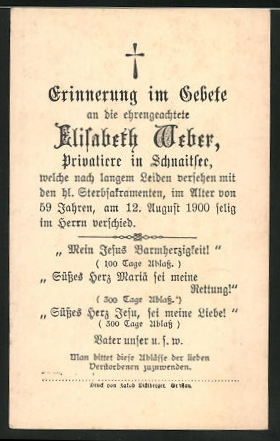 Erinnerung im Gebete
an die ehrengeachtete
Elisabeth Weber,
Privatiere in Schnaitsee,
welche nach langem Leiden versehen mit
den hl. Sterbsakramenten, im Alter von
59 Jahren, am 12. August 1900 selig
im Herrn verschied.
„ Mein Jesus Barmherzigkeit! "
( 100 Tage Ablaß. )
„ Süßes Herz Mariä sei meine
Rettung!"
( 300 Tage Ablaß.")
„ Süßes Herz Jesu, sei meine Liebe! "
( 300 Tage Ablaß )
Vater unser u. s. w.
Man bittet diese Ablässe der lieben
Verstorbenen zuzuwenden.
Druck von Jakob